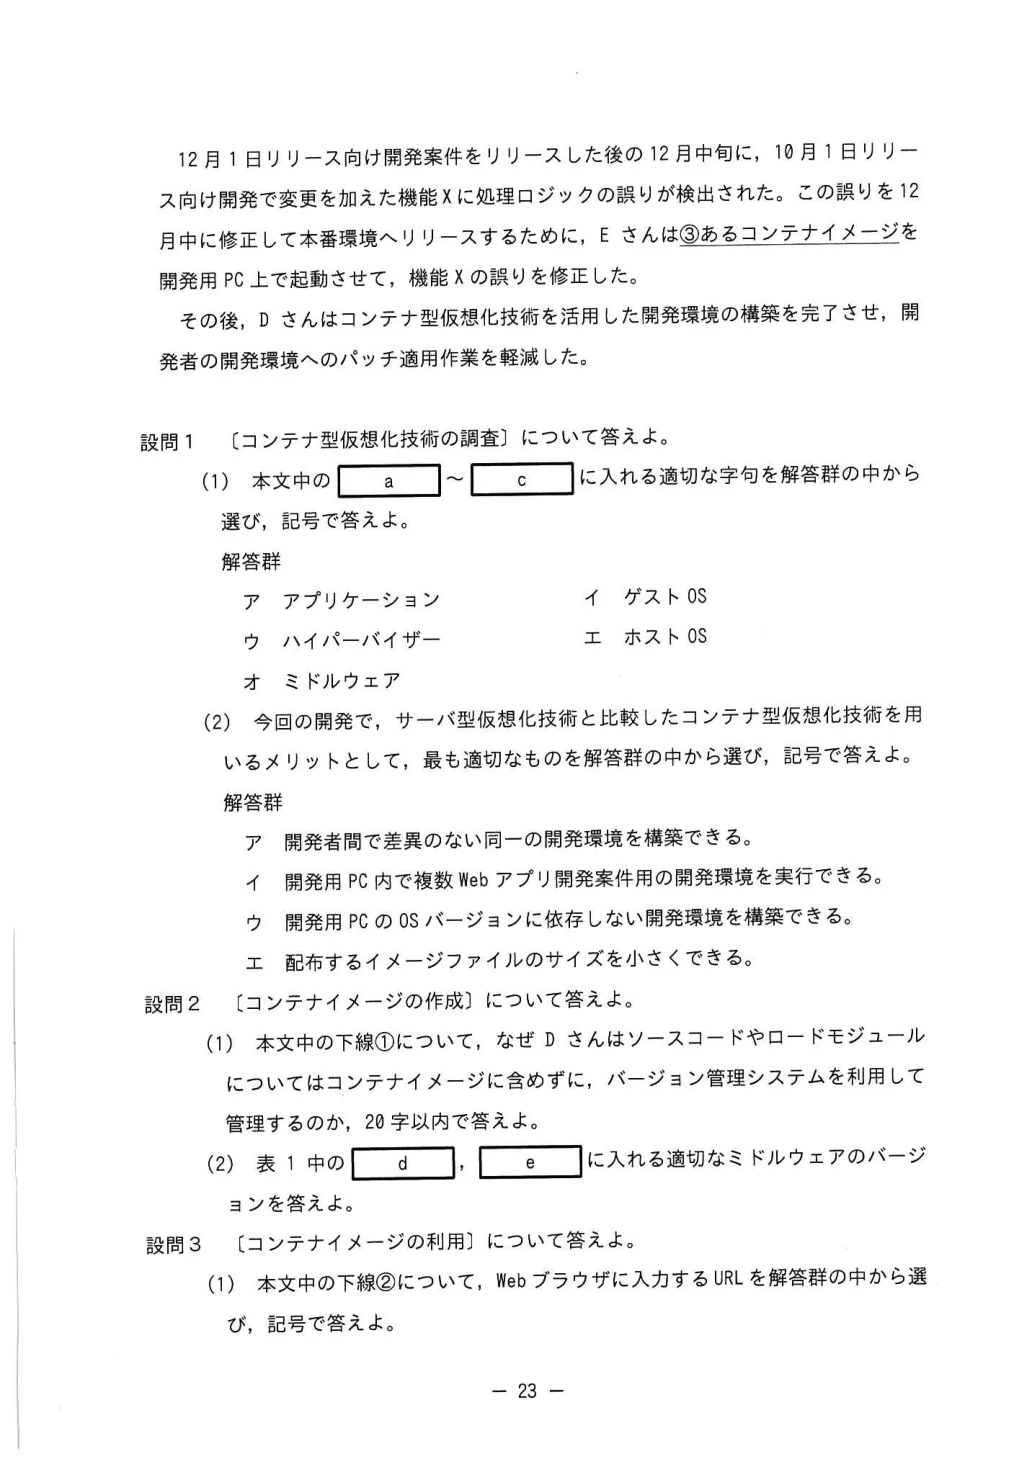 12月1日リリース向け開発案件をリリースした後の12月中旬に，10月1日リリー
ス向け開発で変更を加えた機能Xに処理ロジックの誤りが検出された。この誤りを12
月中に修正して本番環境へリリースするために，E さんは③あるコンテナイメージを
開発用 PC 上で起動させて，機能 X の誤りを修正した。
その後，D さんはコンテナ型仮想化技術を活用した開発環境の構築を完了させ，開
発者の開発環境へのパッチ適用作業を軽減した。
設問1 〔コンテナ型仮想化技術の調査〕について答えよ。
(1) 本文中の a ～ c に入れる適切な字句を解答群の中から
選び，記号で答えよ。
解答群
ア アプリケーション イ ゲスト OS
ウ ハイパーバイザー エ ホスト OS
オ ミドルウェア
(2) 今回の開発で，サーバ型仮想化技術と比較したコンテナ型仮想化技術を用
いるメリットとして，最も適切なものを解答群の中から選び，記号で答えよ。
解答群
ア 開発者間で差異のない同一の開発環境を構築できる。
イ 開発用 PC 内で複数 Web アプリ開発案件用の開発環境を実行できる。
ウ 開発用 PC の OS バージョンに依存しない開発環境を構築できる。
エ 配布するイメージファイルのサイズを小さくできる。
設問2 〔コンテナイメージの作成〕について答えよ。
(1) 本文中の下線①について，なぜ D さんはソースコードやロードモジュール
についてはコンテナイメージに含めずに，バージョン管理システムを利用して
管理するのか，20 字以内で答えよ。
(2) 表 1 中の d ， e に入れる適切なミドルウェアのバージ
ョンを答えよ。
設問3 〔コンテナイメージの利用〕について答えよ。
(1) 本文中の下線②について，Web ブラウザに入力する URL を解答群の中から選
び，記号で答えよ。
－ 23 －